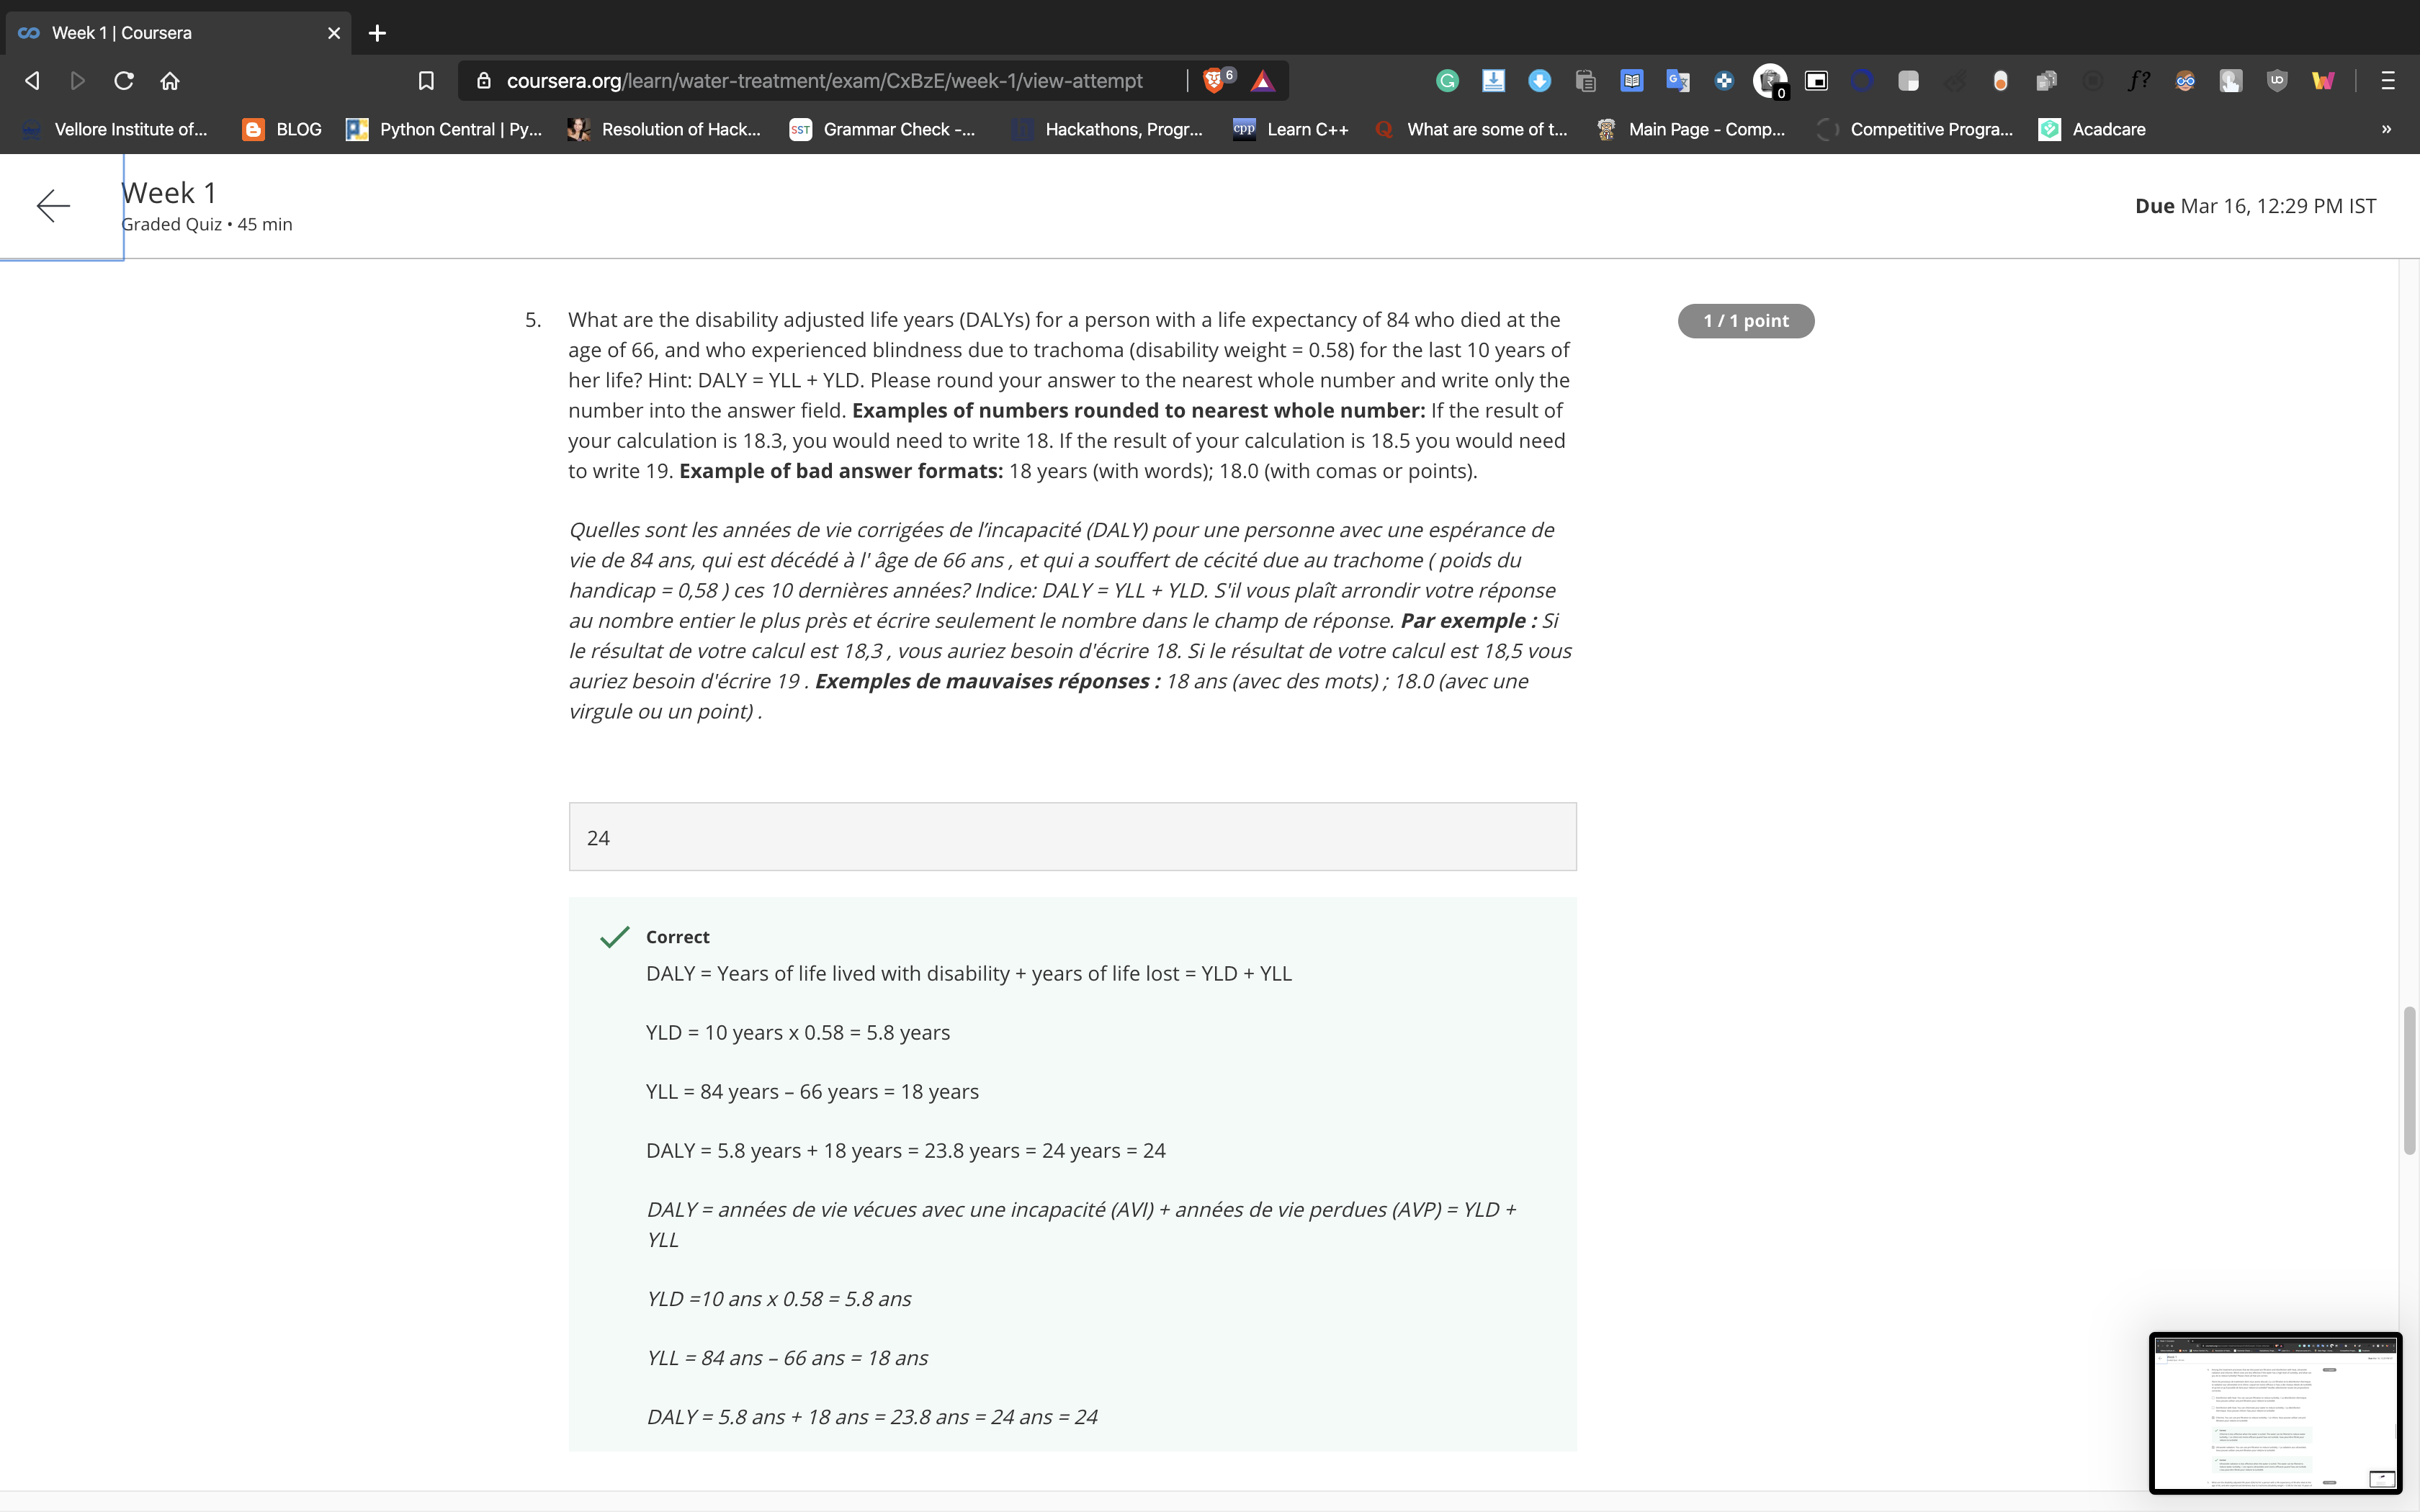 Week 1 | Coursera
coursera.org/learn/water-treatment/exam/CxBzE/week-1/view-attempt
6
0
f?
Vellore Institute of...
BLOG
Python Central | Py...
Resolution of Hack...
SST
Grammar Check -...
Hackathons, Progr...
cpp
Learn C++
What are some of t...
Main Page - Comp...
Competitive Progra...
Acadcare
»
Week 1
Graded Quiz • 45 min
Due Mar 16, 12:29 PM IST
5.
What are the disability adjusted life years (DALYs) for a person with a life expectancy of 84 who died at the
age of 66, and who experienced blindness due to trachoma (disability weight = 0.58) for the last 10 years of
her life? Hint: DALY = YLL + YLD. Please round your answer to the nearest whole number and write only the
number into the answer field. Examples of numbers rounded to nearest whole number: If the result of
your calculation is 18.3, you would need to write 18. If the result of your calculation is 18.5 you would need
to write 19. Example of bad answer formats: 18 years (with words); 18.0 (with comas or points).
1 / 1 point
Quelles sont les années de vie corrigées de l’incapacité (DALY) pour une personne avec une espérance de
vie de 84 ans, qui est décédé à l' âge de 66 ans , et qui a souffert de cécité due au trachome ( poids du
handicap = 0,58 ) ces 10 dernières années? Indice: DALY = YLL + YLD. S'il vous plaît arrondir votre réponse
au nombre entier le plus près et écrire seulement le nombre dans le champ de réponse. Par exemple : Si
le résultat de votre calcul est 18,3 , vous auriez besoin d'écrire 18. Si le résultat de votre calcul est 18,5 vous
auriez besoin d'écrire 19 . Exemples de mauvaises réponses : 18 ans (avec des mots) ; 18.0 (avec une
virgule ou un point) .
24
Correct
DALY = Years of life lived with disability + years of life lost = YLD + YLL
YLD = 10 years x 0.58 = 5.8 years
YLL = 84 years – 66 years = 18 years
DALY = 5.8 years + 18 years = 23.8 years = 24 years = 24
DALY = années de vie vécues avec une incapacité (AVI) + années de vie perdues (AVP) = YLD +
YLL
YLD =10 ans x 0.58 = 5.8 ans
YLL = 84 ans – 66 ans = 18 ans
DALY = 5.8 ans + 18 ans = 23.8 ans = 24 ans = 24